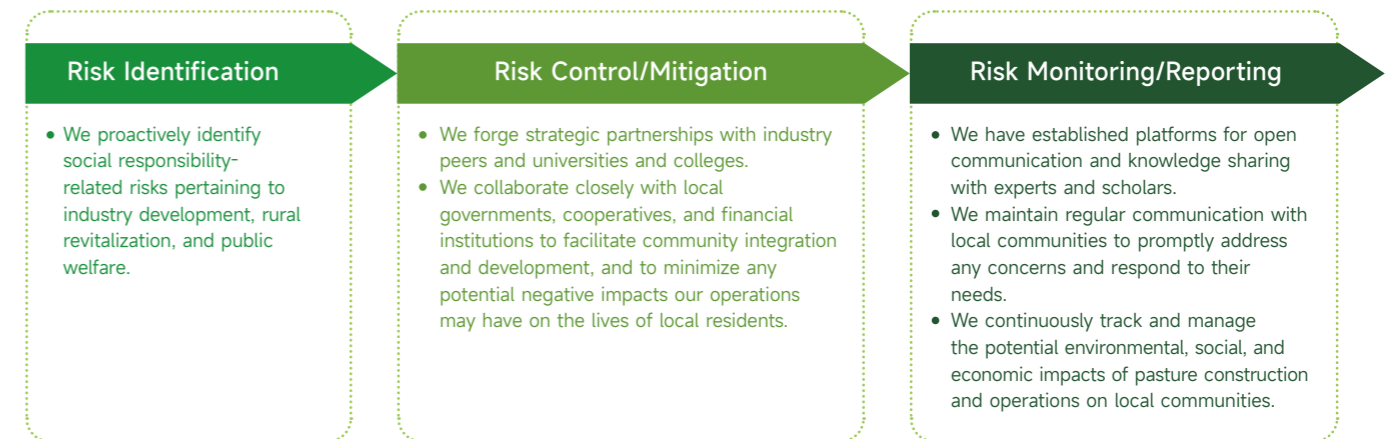 Risk Identification
We proactively identify
social responsibility-
related risks pertaining to
industry development, rural
revitalization, and public
welfare.
Risk Control/Mitigation
We forge strategic partnerships with industry
peers and universities and colleges.
We collaborate closely with local
governments, cooperatives, and financial
institutions to facilitate community integration
and development, and to minimize any
potential negative impacts our operations
may have on the lives of local residents.
Risk Monitoring/Reporting
We have established platforms for open
communication and knowledge sharing
with experts and scholars.
We maintain regular communication with
local communities to promptly address
any concerns and respond to their
needs.
We continuously track and manage
the potential environmental, social, and
economic impacts of pasture construction
and operations on local communities.